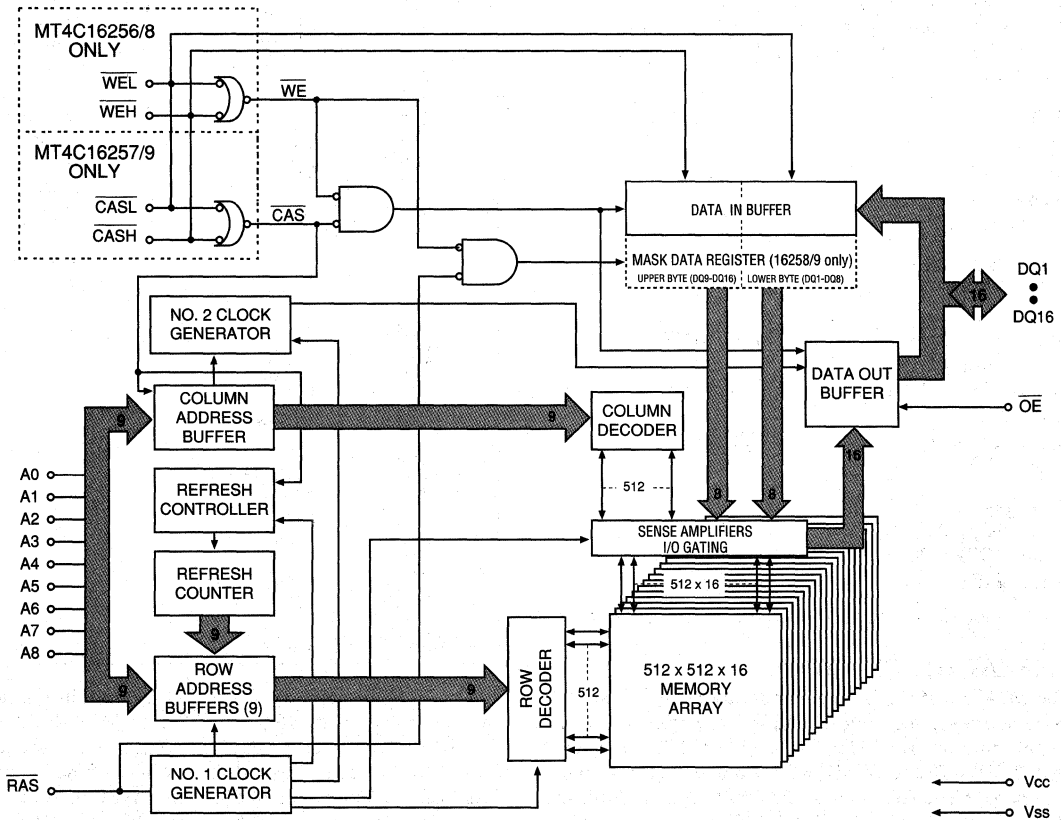 MT4C16256/8
ONLY
WEL
WEH
WE
MT4C16257/9
ONLY
CASL
CASH
CAS
DATA IN BUFFER
MASK DATA REGISTER (16258/9 only)
UPPER BYTE (DQ9-DQ16)
LOWER BYTE (DQ1-DQ8)
16
DQ1
DQ16
NO. 2 CLOCK
GENERATOR
DATA OUT
BUFFER
OE
9
COLUMN
ADDRESS
BUFFER
9
COLUMN
DECODER
16
A0
A1
A2
A3
A4
A5
A6
A7
A8
REFRESH
CONTROLLER
512
8
8
SENSE AMPLIFIERS
I/O GATING
REFRESH
COUNTER
512 x 16
9
9
ROW
ADDRESS
BUFFERS (9)
9
ROW
DECODER
512
512 x 512 x 16
MEMORY
ARRAY
RAS
NO. 1 CLOCK
GENERATOR
Vcc
Vss